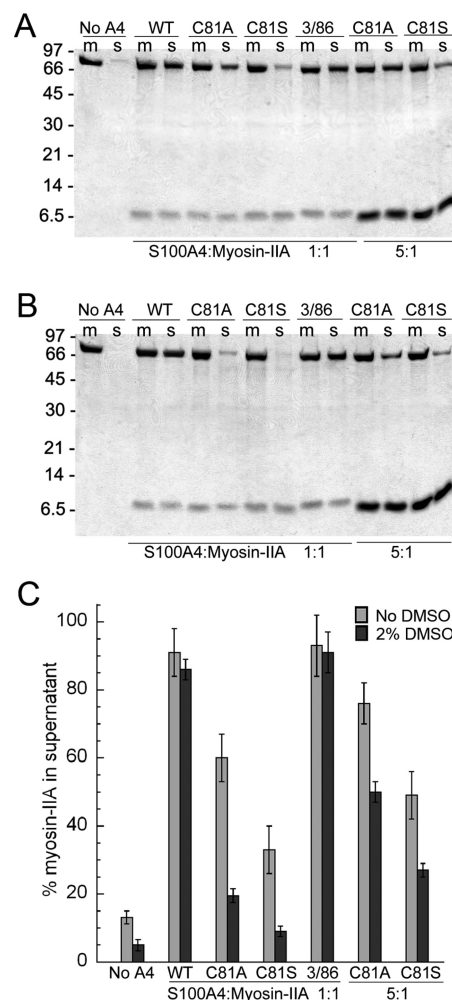 A
No A4 WT C81A C81S 3/86 C81A C81S
m s m s m s m s m s m s m s
97
66
45
30
21
14
6.5
S100A4:Myosin-IIA 1:1 5:1
B
No A4 WT C81A C81S 3/86 C81A C81S
m s m s m s m s m s m s m s
97
66
45
30
21
14
6.5
S100A4:Myosin-IIA 1:1 5:1
C
No DMSO
2% DMSO
% myosin-IIA in supernatant
100
80
60
40
20
0
No A4 WT C81A C81S 3/86 C81A C81S
S100A4:Myosin-IIA 1:1 5:1